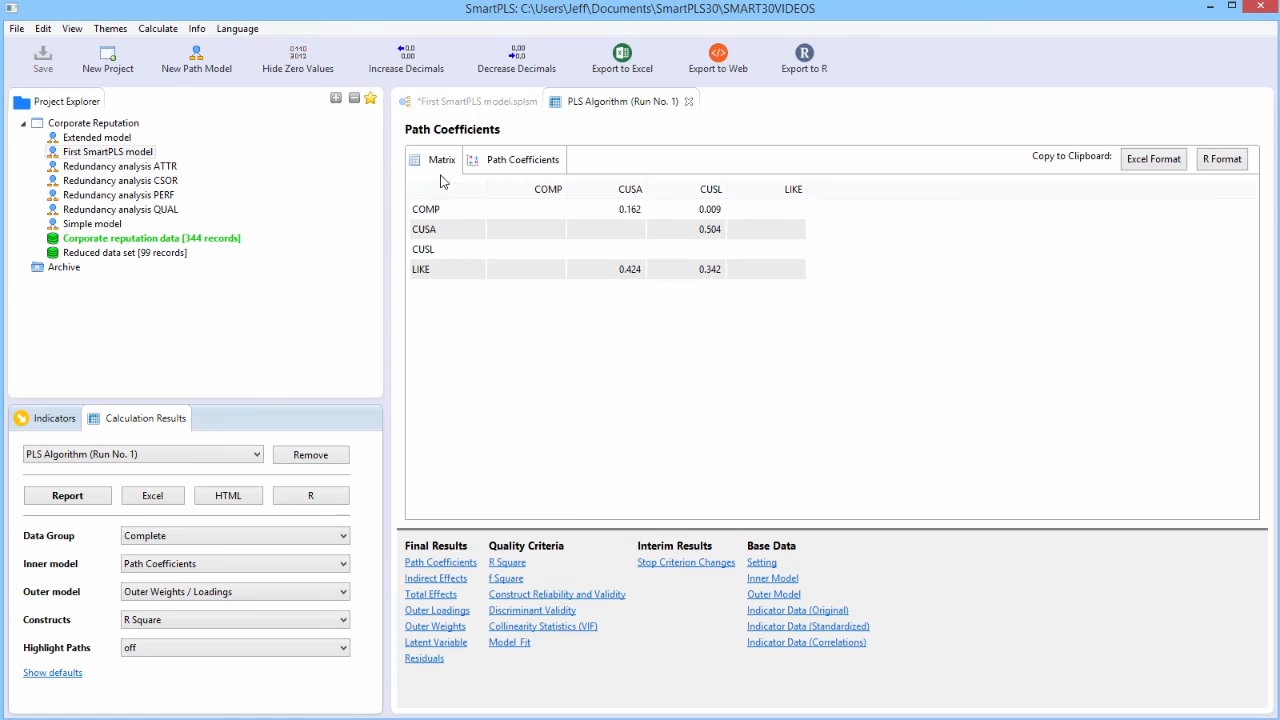 SmartPLS: C:\Users\Jeff\Documents\SmartPLS30\SMART30VIDEOS
File Edit View Themes Calculate Info Language
Save New Project New Path Model Hide Zero Values Increase Decimals Decrease Decimals Export to Excel Export to Web Export to R
Project Explorer
Corporate Reputation
Extended model
First SmartPLS model
Redundancy analysis ATTR
Redundancy analysis CSOR
Redundancy analysis PERF
Redundancy analysis QUAL
Simple model
Corporate reputation data [344 records]
Reduced data set [99 records]
Archive
*First SmartPLS model.splsm PLS Algorithm (Run No. 1)
Path Coefficients
Matrix Path Coefficients Copy to Clipboard: Excel Format R Format
COMP CUSA CUSL LIKE
COMP 0.162 0.009
CUSA 0.504
CUSL
LIKE 0.424 0.342
Indicators Calculation Results
PLS Algorithm (Run No. 1) Remove
Report Excel HTML R
Data Group Complete
Inner model Path Coefficients
Outer model Outer Weights / Loadings
Constructs R Square
Highlight Paths off
Show defaults
Final Results Quality Criteria Interim Results Base Data
Path Coefficients R Square Stop Criterion Changes Setting
Indirect Effects f Square Inner Model
Total Effects Construct Reliability and Validity Outer Model
Outer Loadings Discriminant Validity Indicator Data (Original)
Outer Weights Collinearity Statistics (VIF) Indicator Data (Standardized)
Latent Variable Model_Fit Indicator Data (Correlations)
Residuals